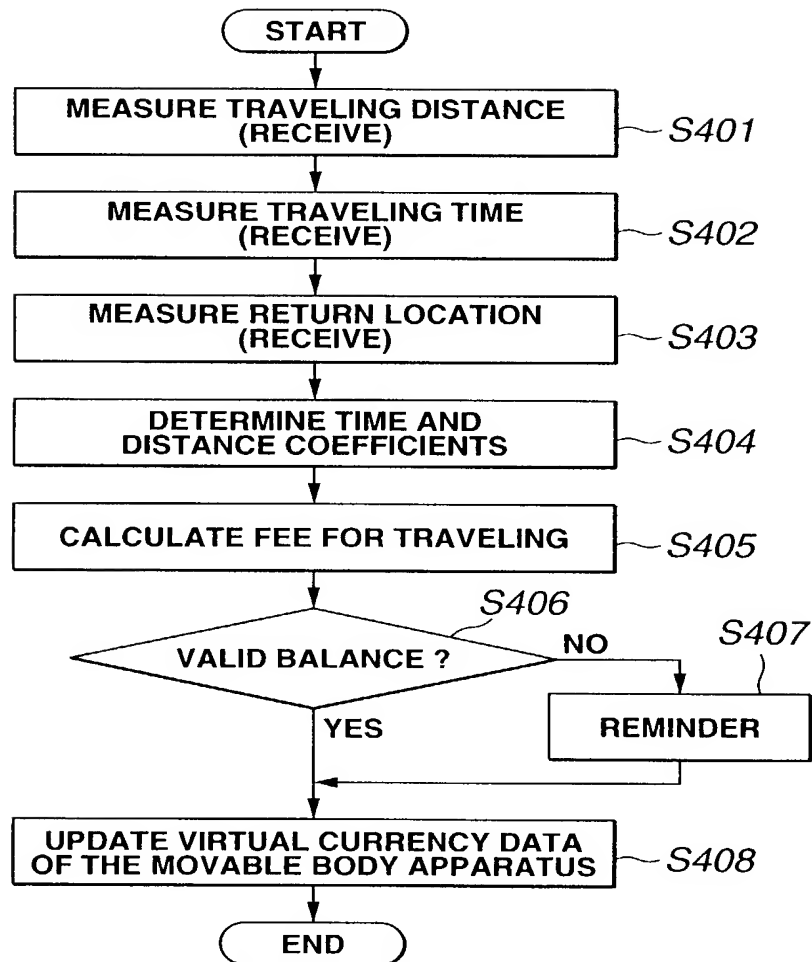 START
MEASURE TRAVELING DISTANCE
(RECEIVE)
S401
MEASURE TRAVELING TIME
(RECEIVE)
S402
MEASURE RETURN LOCATION
(RECEIVE)
S403
DETERMINE TIME AND
DISTANCE COEFFICIENTS
S404
CALCULATE FEE FOR TRAVELING
S405
S406
VALID BALANCE ?
NO
S407
REMINDER
YES
UPDATE VIRTUAL CURRENCY DATA
OF THE MOVABLE BODY APPARATUS
S408
END